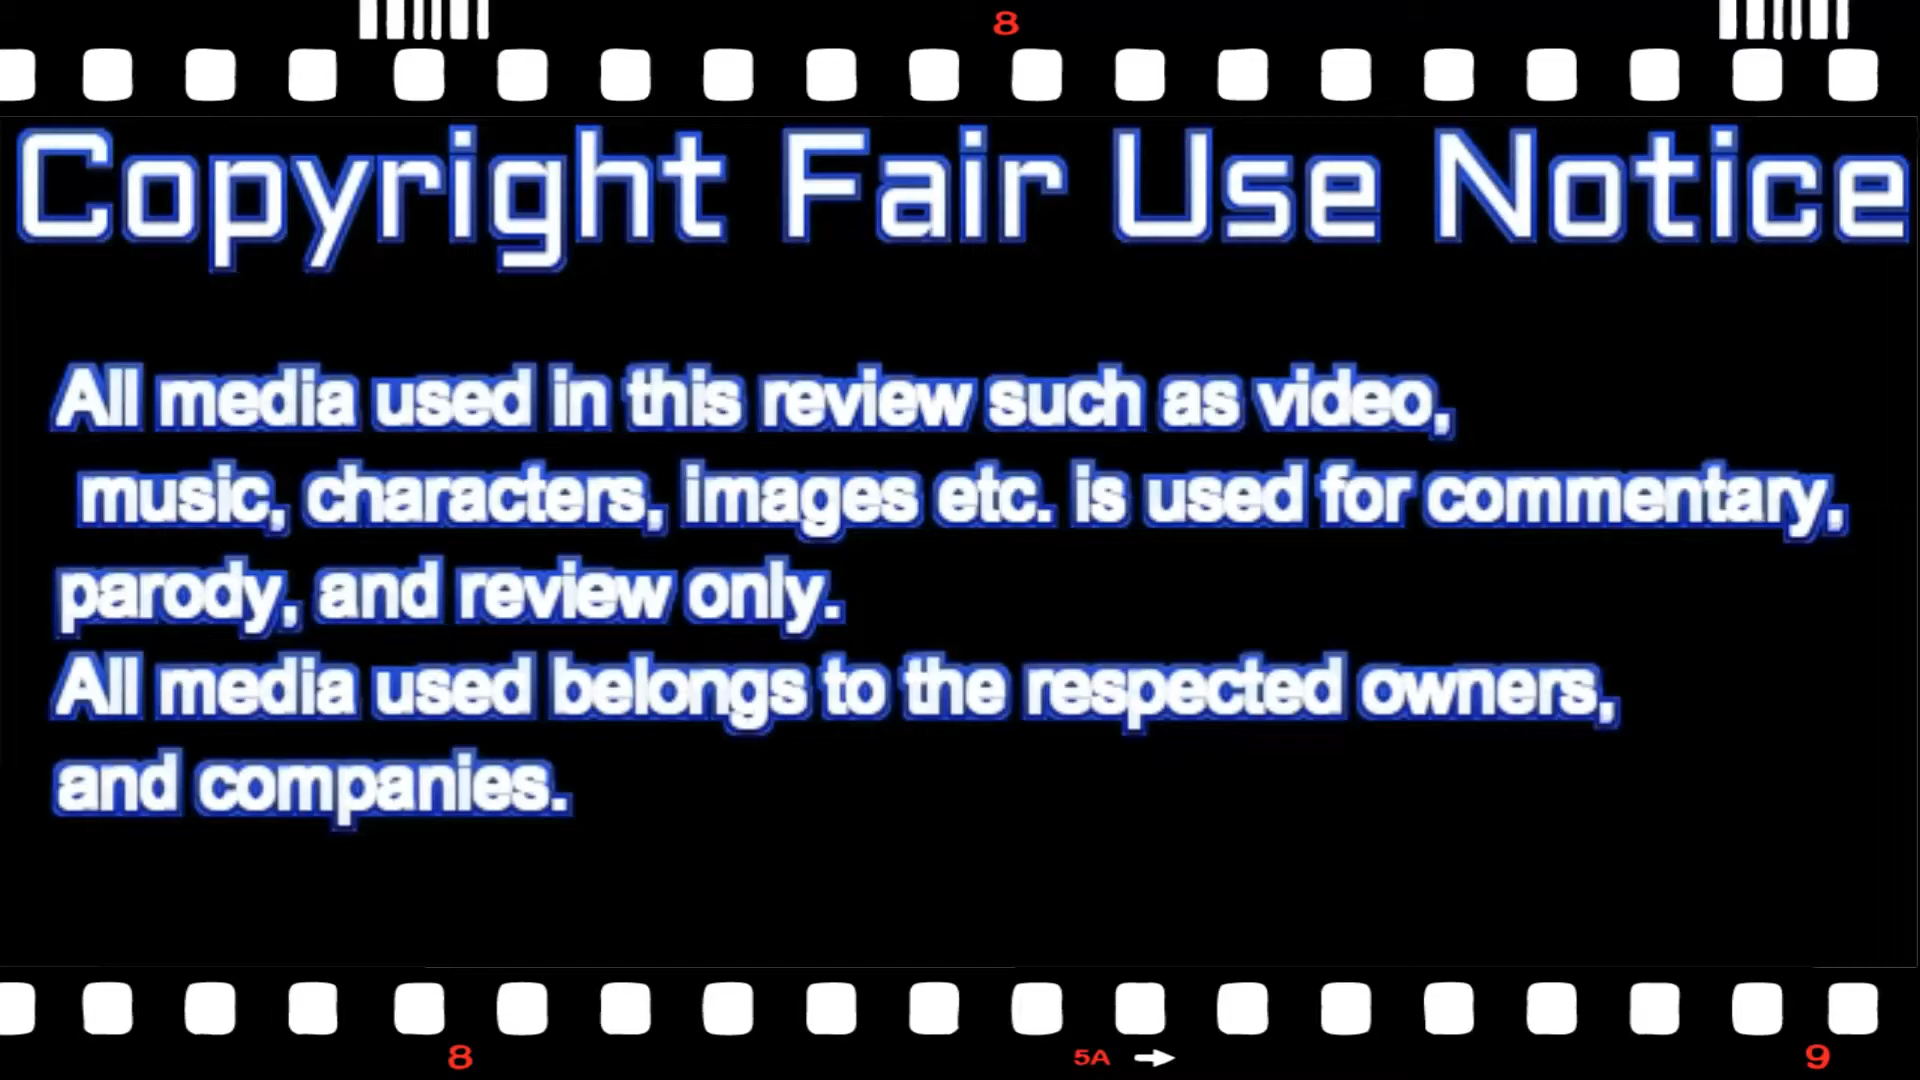 8
Copyright Fair Use Notice
All media used in this review such as video,
music, characters, images etc. is used for commentary,
parody, and review only.
All media used belongs to the respected owners,
and companies.
8 5A 9